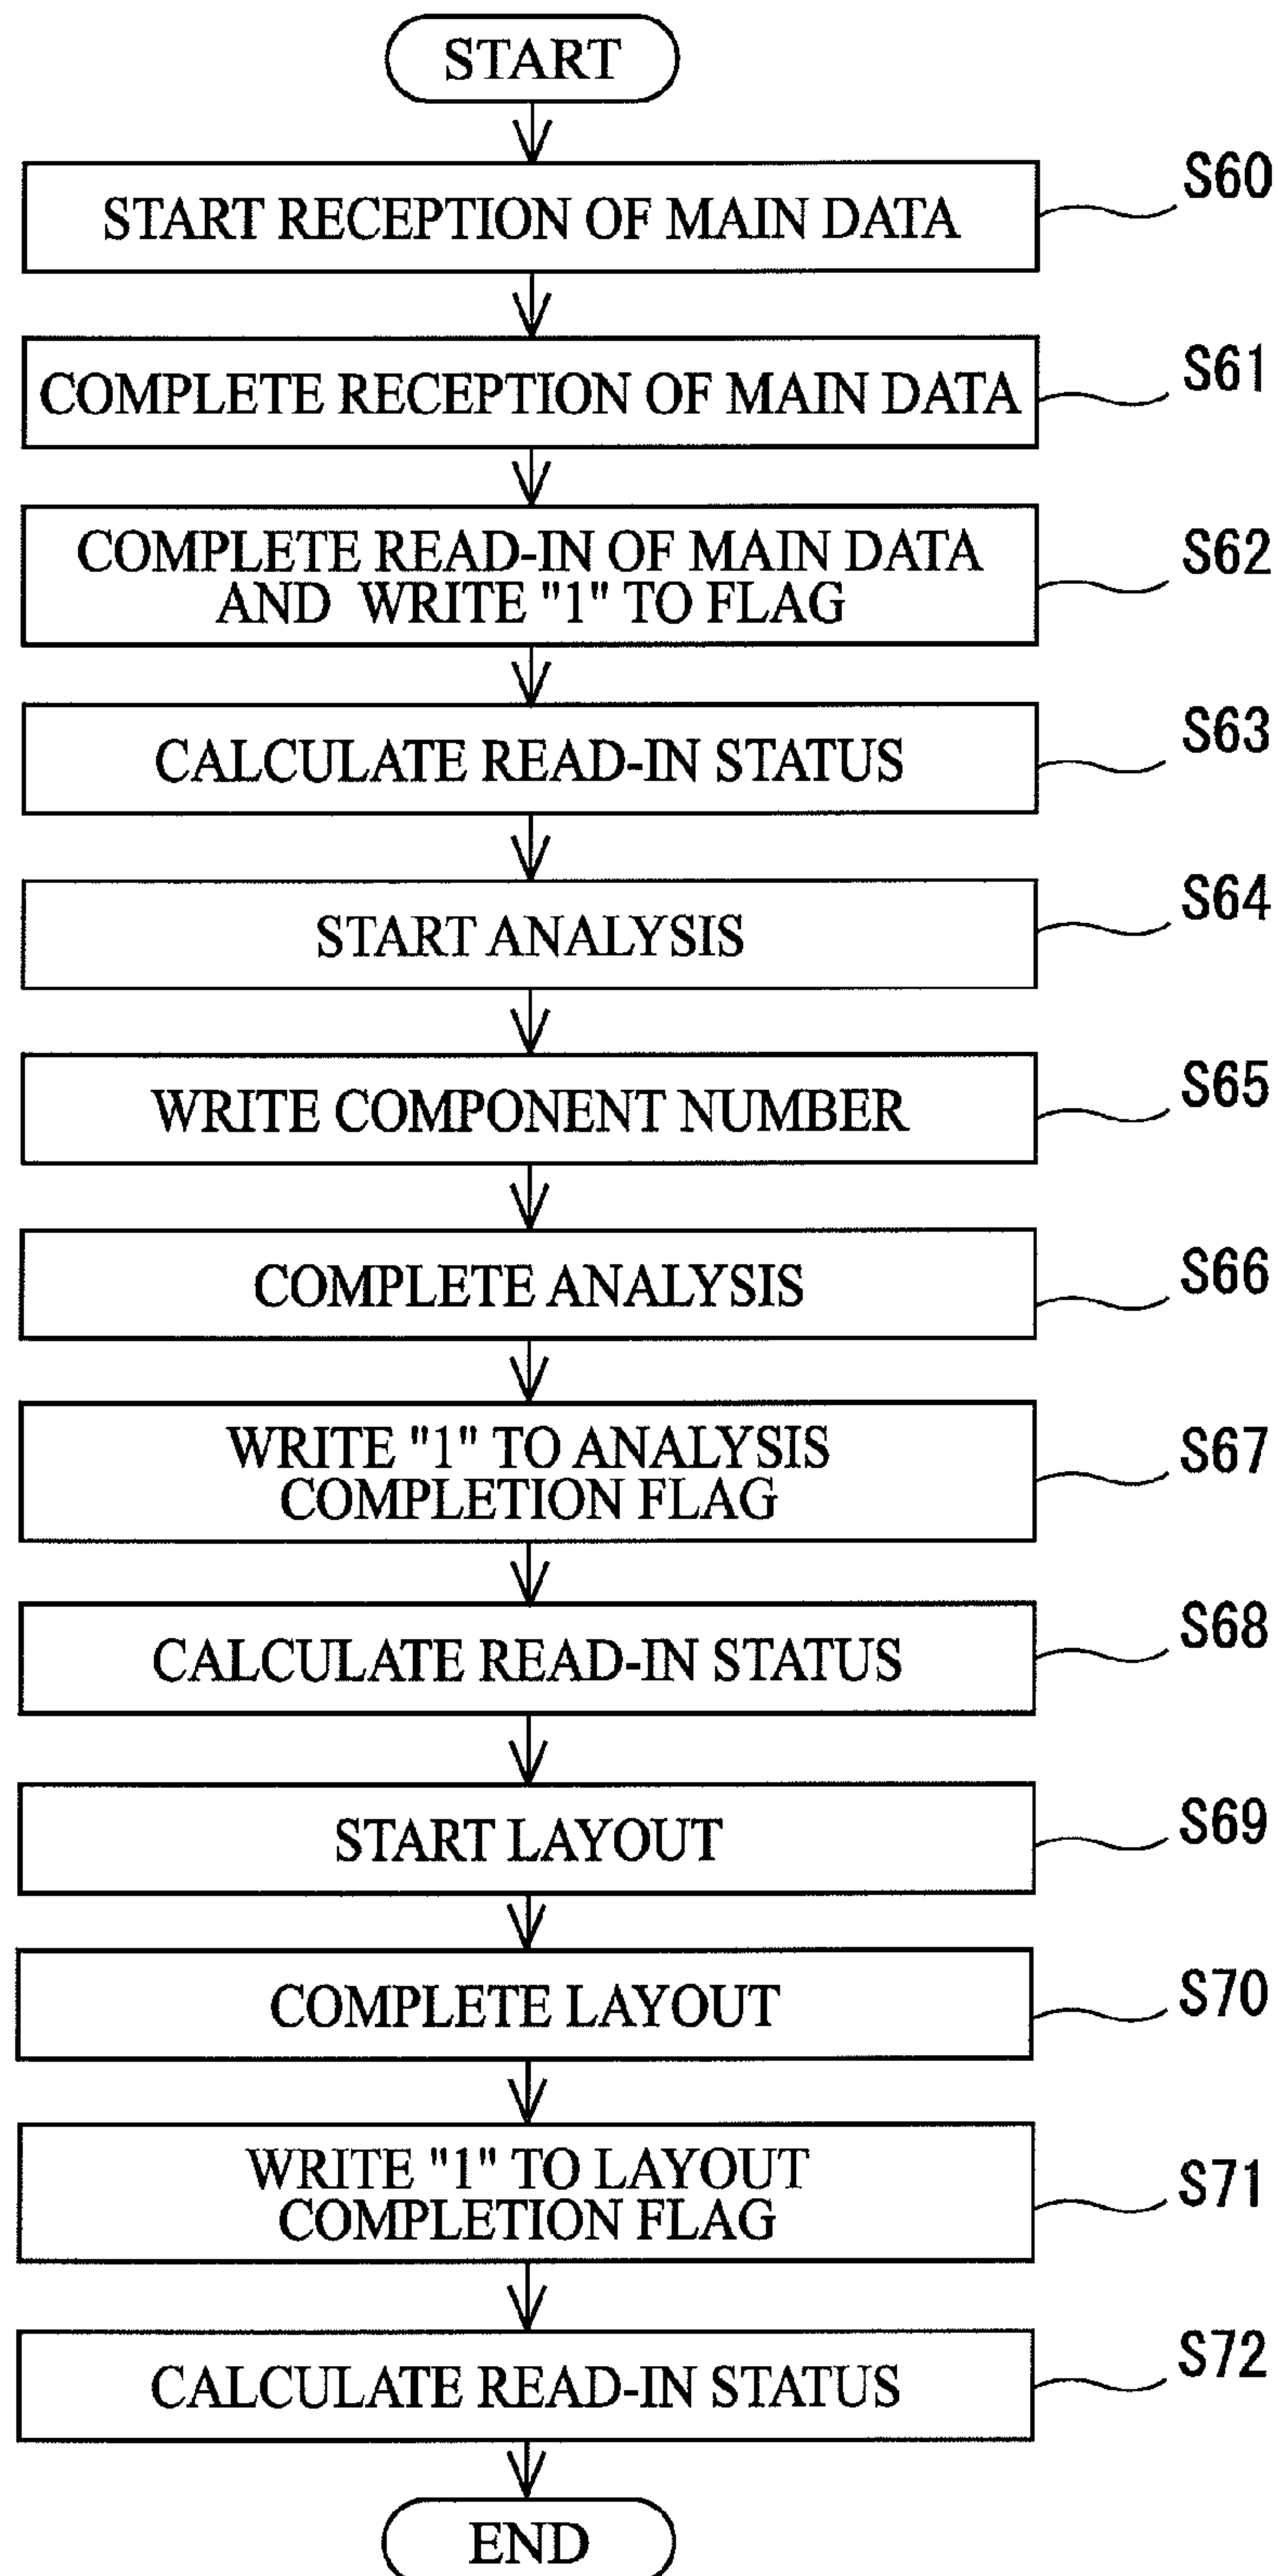 START
START RECEPTION OF MAIN DATA
S60
COMPLETE RECEPTION OF MAIN DATA
S61
COMPLETE READ-IN OF MAIN DATA
AND WRITE "1" TO FLAG
S62
CALCULATE READ-IN STATUS
S63
START ANALYSIS
S64
WRITE COMPONENT NUMBER
S65
COMPLETE ANALYSIS
S66
WRITE "1" TO ANALYSIS
COMPLETION FLAG
S67
CALCULATE READ-IN STATUS
S68
START LAYOUT
S69
COMPLETE LAYOUT
S70
WRITE "1" TO LAYOUT
COMPLETION FLAG
S71
CALCULATE READ-IN STATUS
S72
END